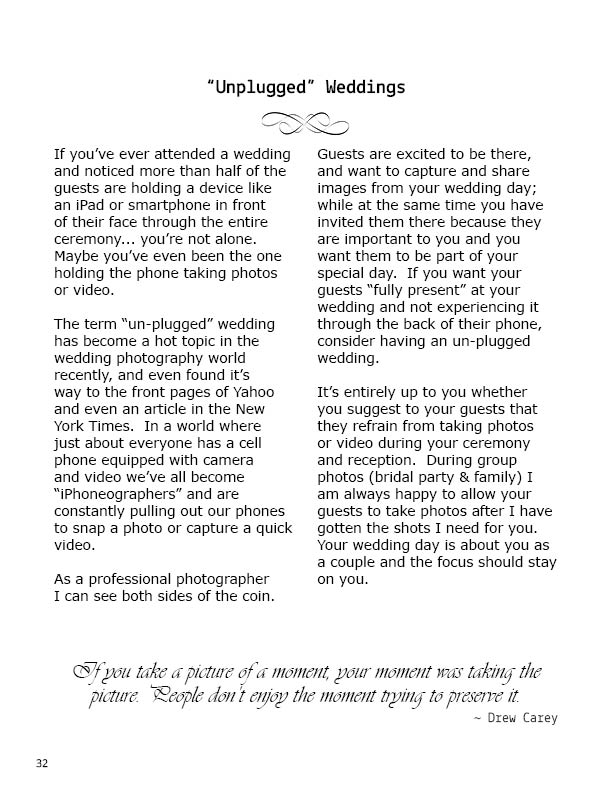 “Unplugged” Weddings
If you’ve ever attended a wedding
and noticed more than half of the
guests are holding a device like
an iPad or smartphone in front
of their face through the entire
ceremony... you’re not alone.
Maybe you’ve even been the one
holding the phone taking photos
or video.
The term “un-plugged” wedding
has become a hot topic in the
wedding photography world
recently, and even found it’s
way to the front pages of Yahoo
and even an article in the New
York Times.  In a world where
just about everyone has a cell
phone equipped with camera
and video we’ve all become
“iPhoneographers” and are
constantly pulling out our phones
to snap a photo or capture a quick
video.
As a professional photographer
I can see both sides of the coin.
Guests are excited to be there,
and want to capture and share
images from your wedding day;
while at the same time you have
invited them there because they
are important to you and you
want them to be part of your
special day.  If you want your
guests “fully present” at your
wedding and not experiencing it
through the back of their phone,
consider having an un-plugged
wedding.
It’s entirely up to you whether
you suggest to your guests that
they refrain from taking photos
or video during your ceremony
and reception.  During group
photos (bridal party & family) I
am always happy to allow your
guests to take photos after I have
gotten the shots I need for you.
Your wedding day is about you as
a couple and the focus should stay
on you.
If you take a picture of a moment, your moment was taking the
picture.  People don’t enjoy the moment trying to preserve it.
~ Drew Carey
32